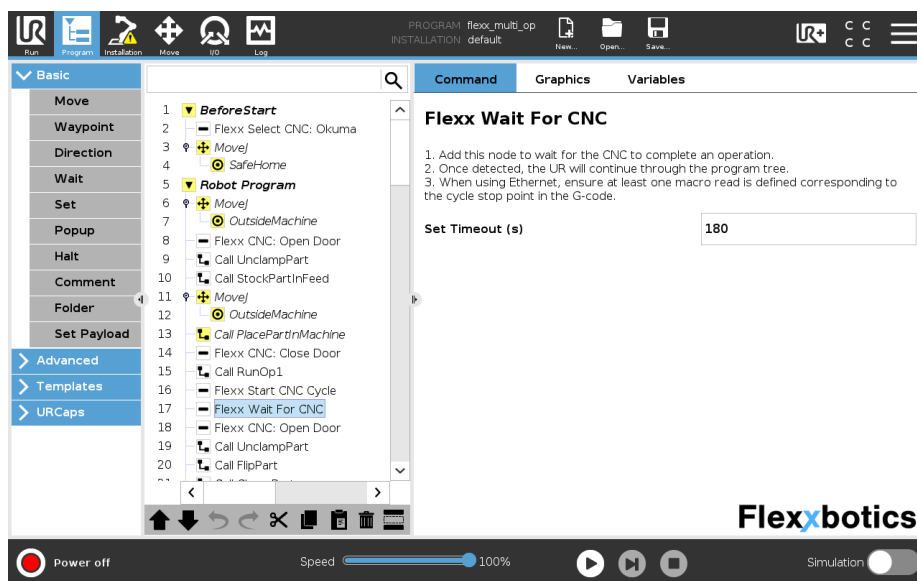 PROGRAM flexx_multi_op
INSTALLATION default
Run
Program
Installation
Move
I/O
Log
New...
Open...
Save...
UR+
C C
C C
Basic
Move
Waypoint
Direction
Wait
Set
Popup
Halt
Comment
Folder
Set Payload
Advanced
Templates
URCaps
1 BeforeStart
2 Flexx Select CNC: Okuma
3 MoveJ
4 SafeHome
5 Robot Program
6 MoveJ
7 OutsideMachine
8 Flexx CNC: Open Door
9 Call UnclampPart
10 Call StockPartInFeed
11 MoveJ
12 OutsideMachine
13 Call PlacePartInMachine
14 Flexx CNC: Close Door
15 Call RunOp1
16 Flexx Start CNC Cycle
17 Flexx Wait For CNC
18 Flexx CNC: Open Door
19 Call UnclampPart
20 Call FlipPart
Command
Graphics
Variables
Flexx Wait For CNC
1. Add this node to wait for the CNC to complete an operation.
2. Once detected, the UR will continue through the program tree.
3. When using Ethernet, ensure at least one macro read is defined corresponding to
the cycle stop point in the G-code.
Set Timeout (s)
180
Flexxbotics
Power off
Speed
100%
Simulation